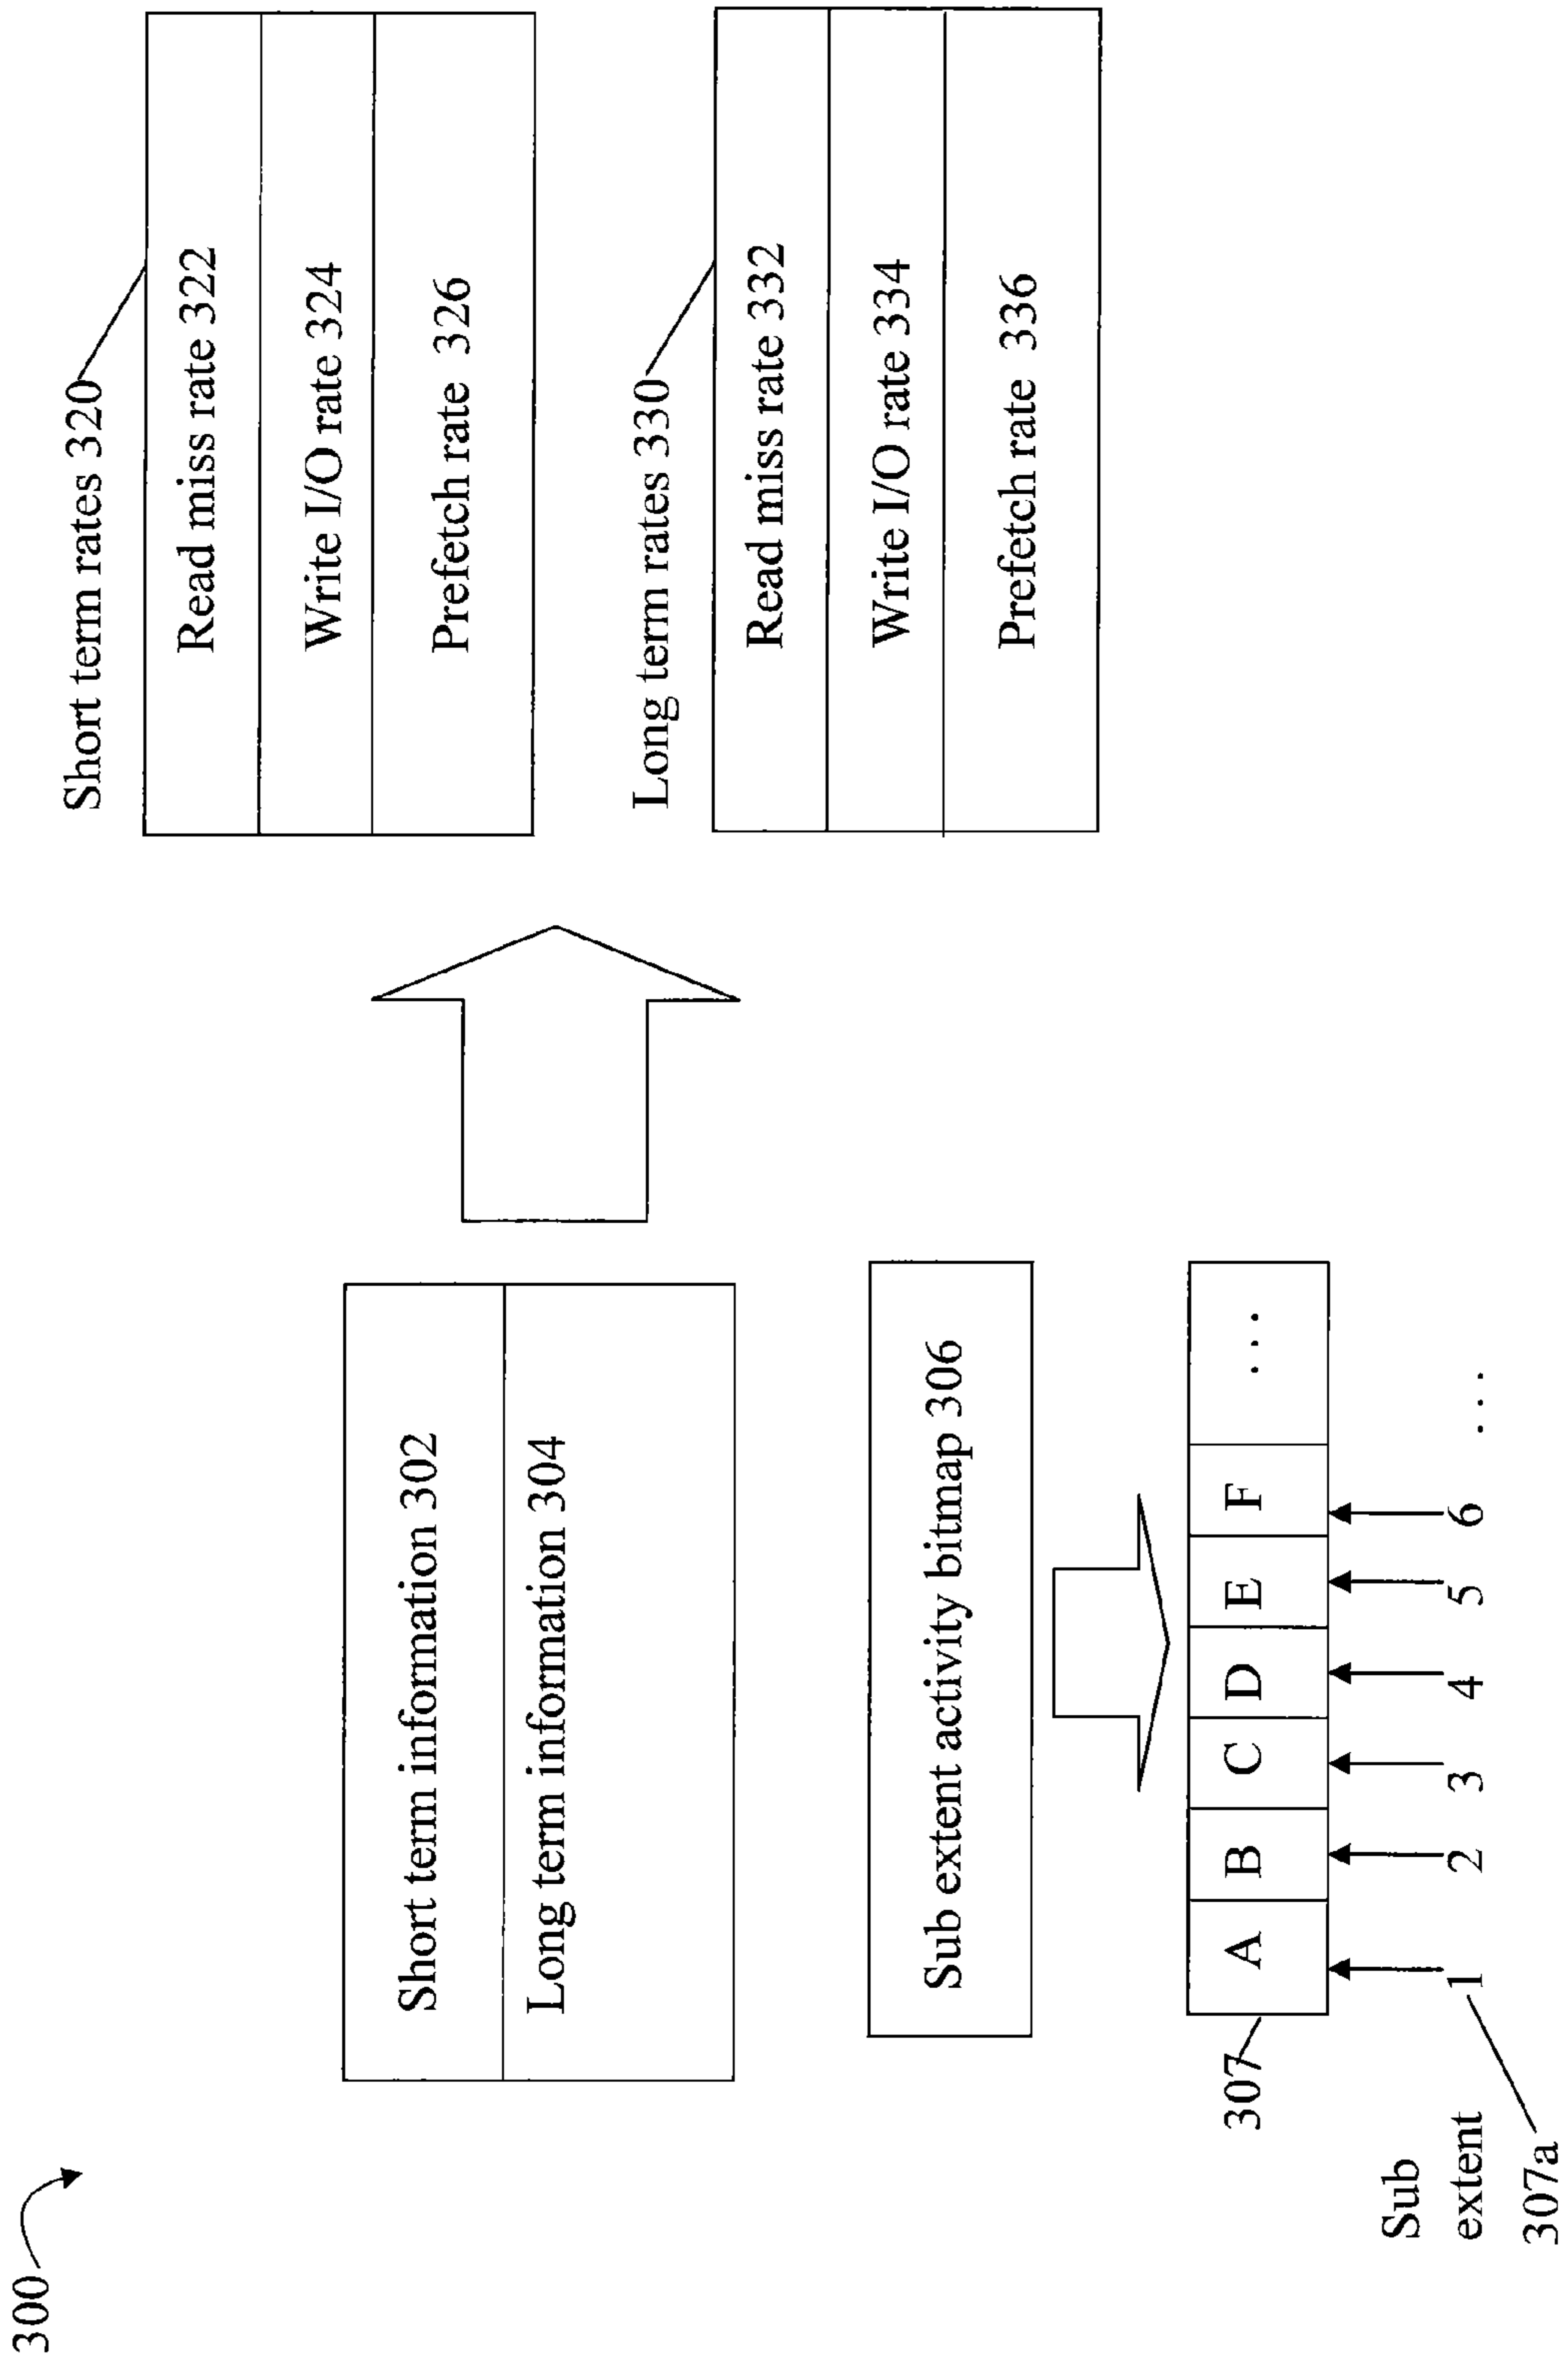 300
Short term information 302
Long term information 304
Short term rates 320
Read miss rate 322
Write I/O rate 324
Prefetch rate 326
Long term rates 330
Read miss rate 332
Write I/O rate 334
Prefetch rate 336
Sub extent activity bitmap 306
307
A B C D E F ...
Sub
extent
1 2 3 4 5 6 ...
307a